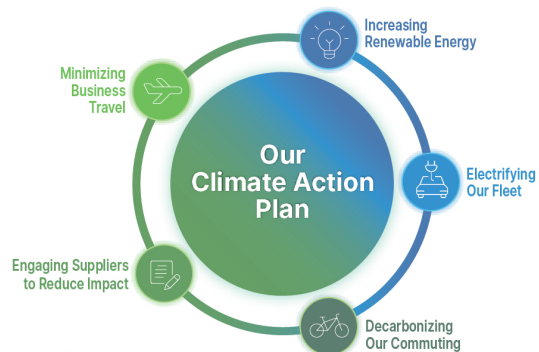 Our
Climate Action
Plan
Increasing
Renewable Energy
Electrifying
Our Fleet
Decarbonizing
Our Commuting
Engaging Suppliers
to Reduce Impact
Minimizing
Business
Travel